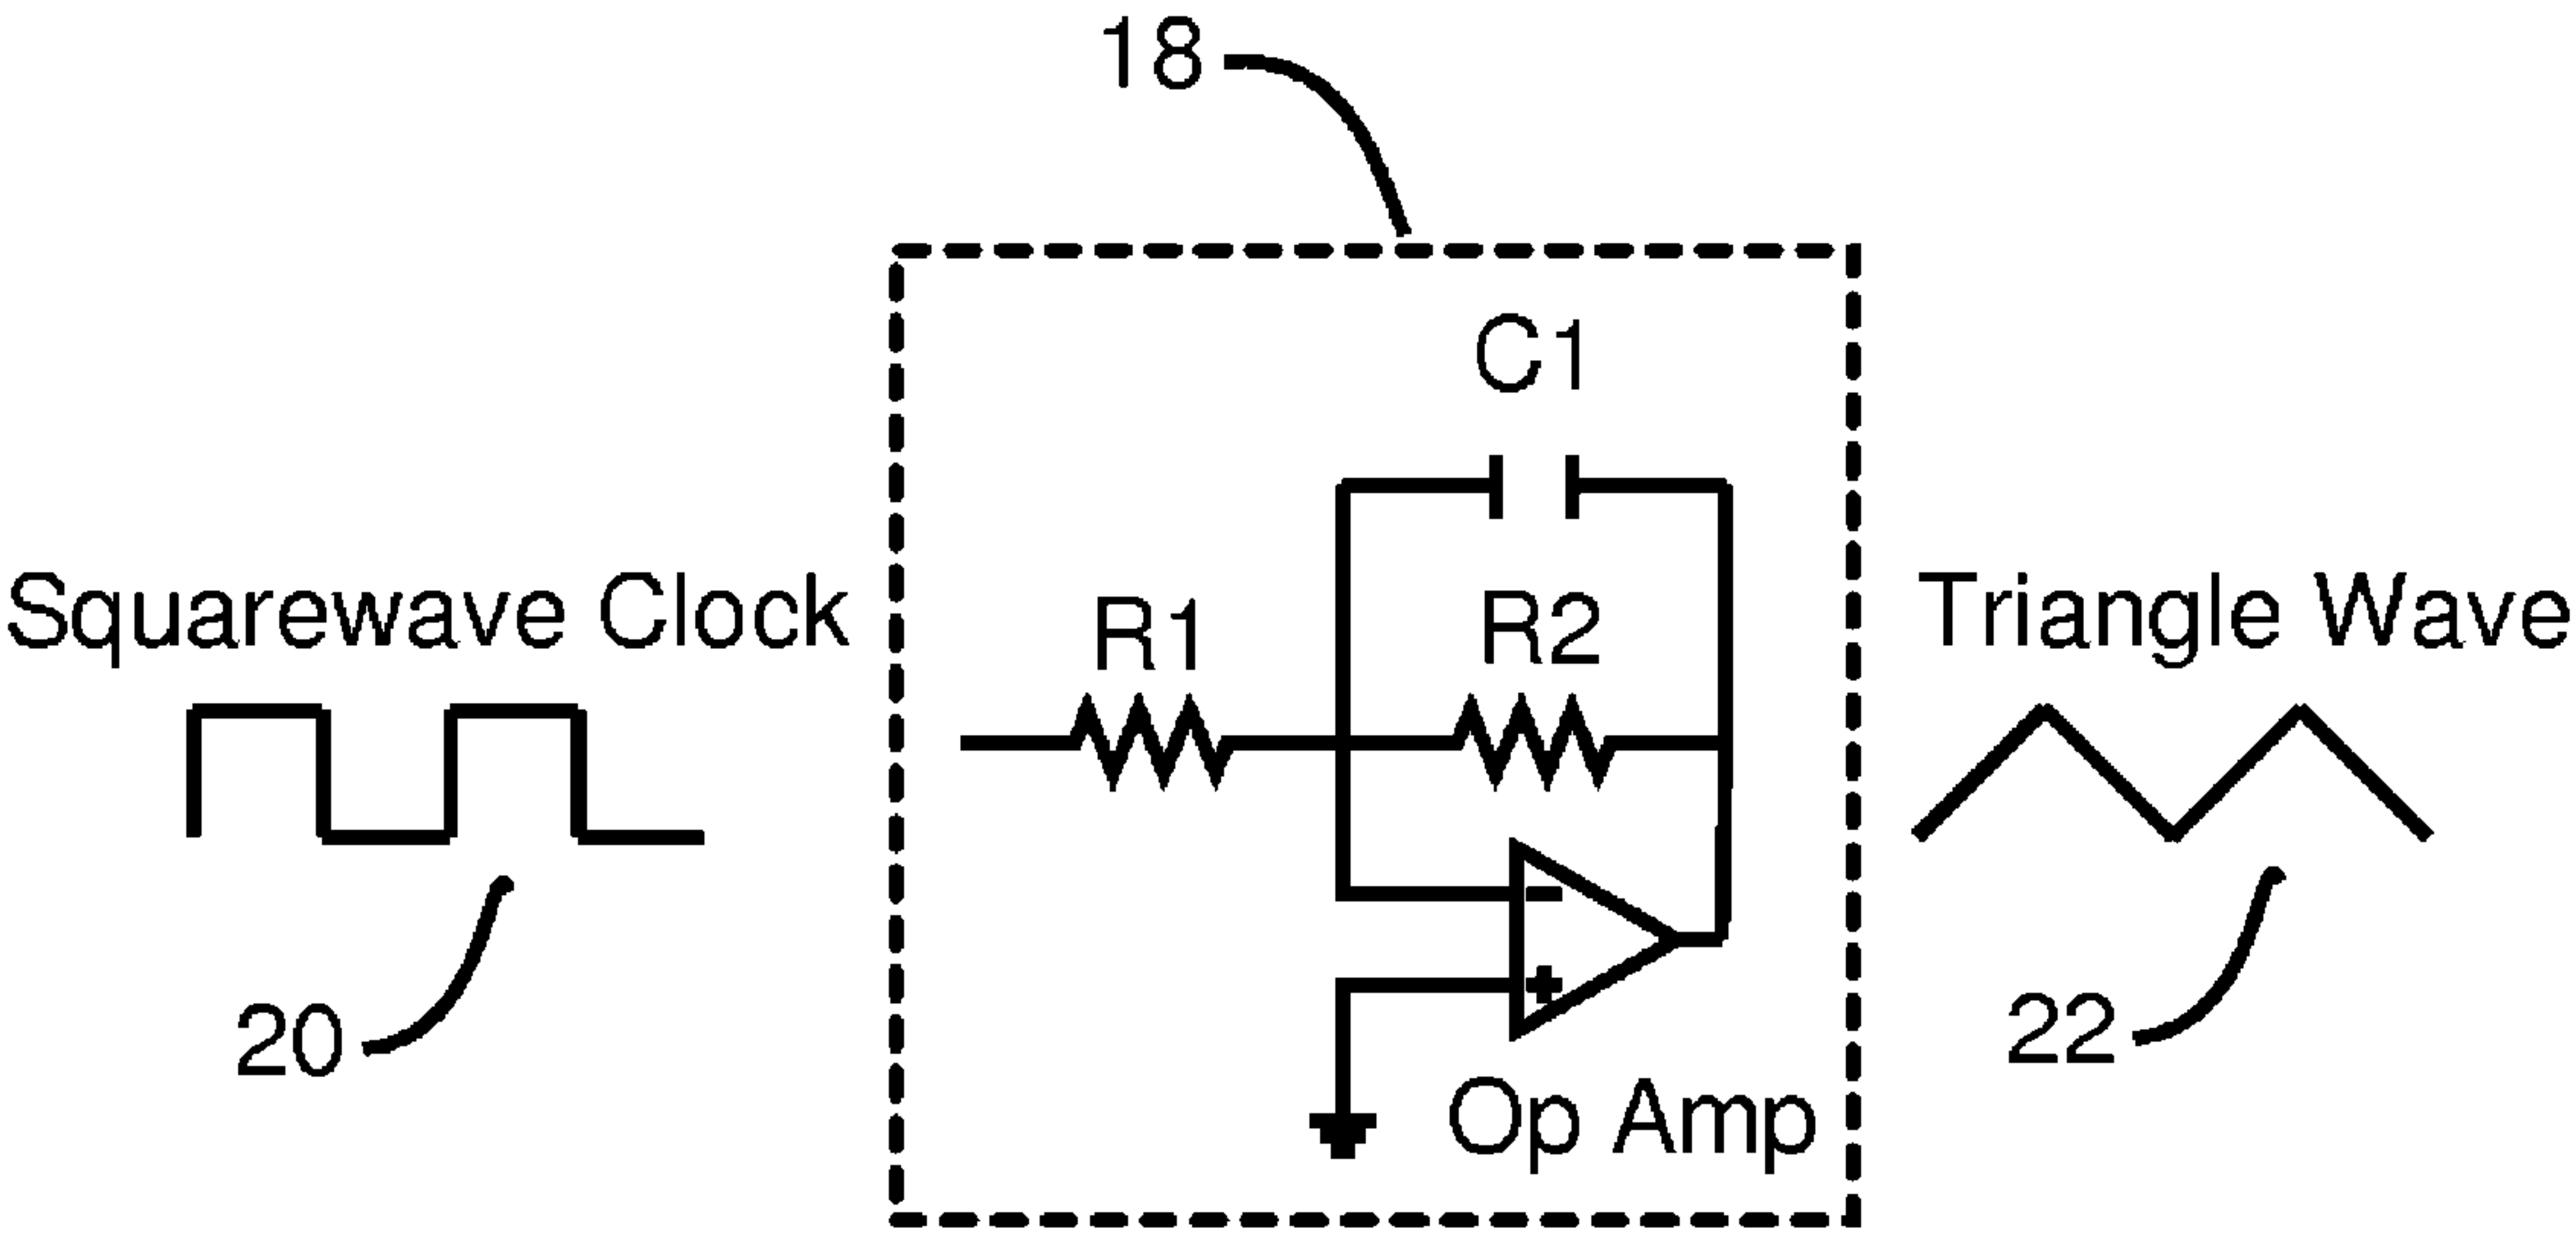 18
C1
Squarewave Clock
R1
R2
Triangle Wave
-
+
20
22
Op Amp